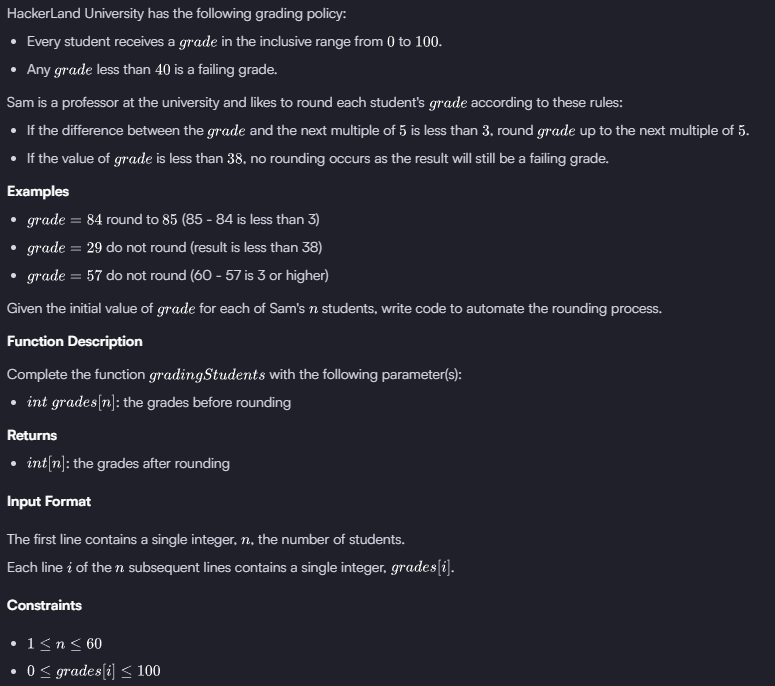 HackerLand University has the following grading policy:
• Every student receives a grade in the inclusive range from 0 to 100.
• Any grade less than 40 is a failing grade.
Sam is a professor at the university and likes to round each student's grade according to these rules:
• If the difference between the grade and the next multiple of 5 is less than 3, round grade up to the next multiple of 5.
• If the value of grade is less than 38, no rounding occurs as the result will still be a failing grade.
Examples
• grade = 84 round to 85 (85 - 84 is less than 3)
• grade = 29 do not round (result is less than 38)
• grade = 57 do not round (60 - 57 is 3 or higher)
Given the initial value of grade for each of Sam's n students, write code to automate the rounding process.
Function Description
Complete the function gradingStudents with the following parameter(s):
• int grades[n]: the grades before rounding
Returns
• int[n]: the grades after rounding
Input Format
The first line contains a single integer, n, the number of students.
Each line i of the n subsequent lines contains a single integer, grades[i].
Constraints
• 1 ≤ n ≤ 60
• 0 ≤ grades[i] ≤ 100